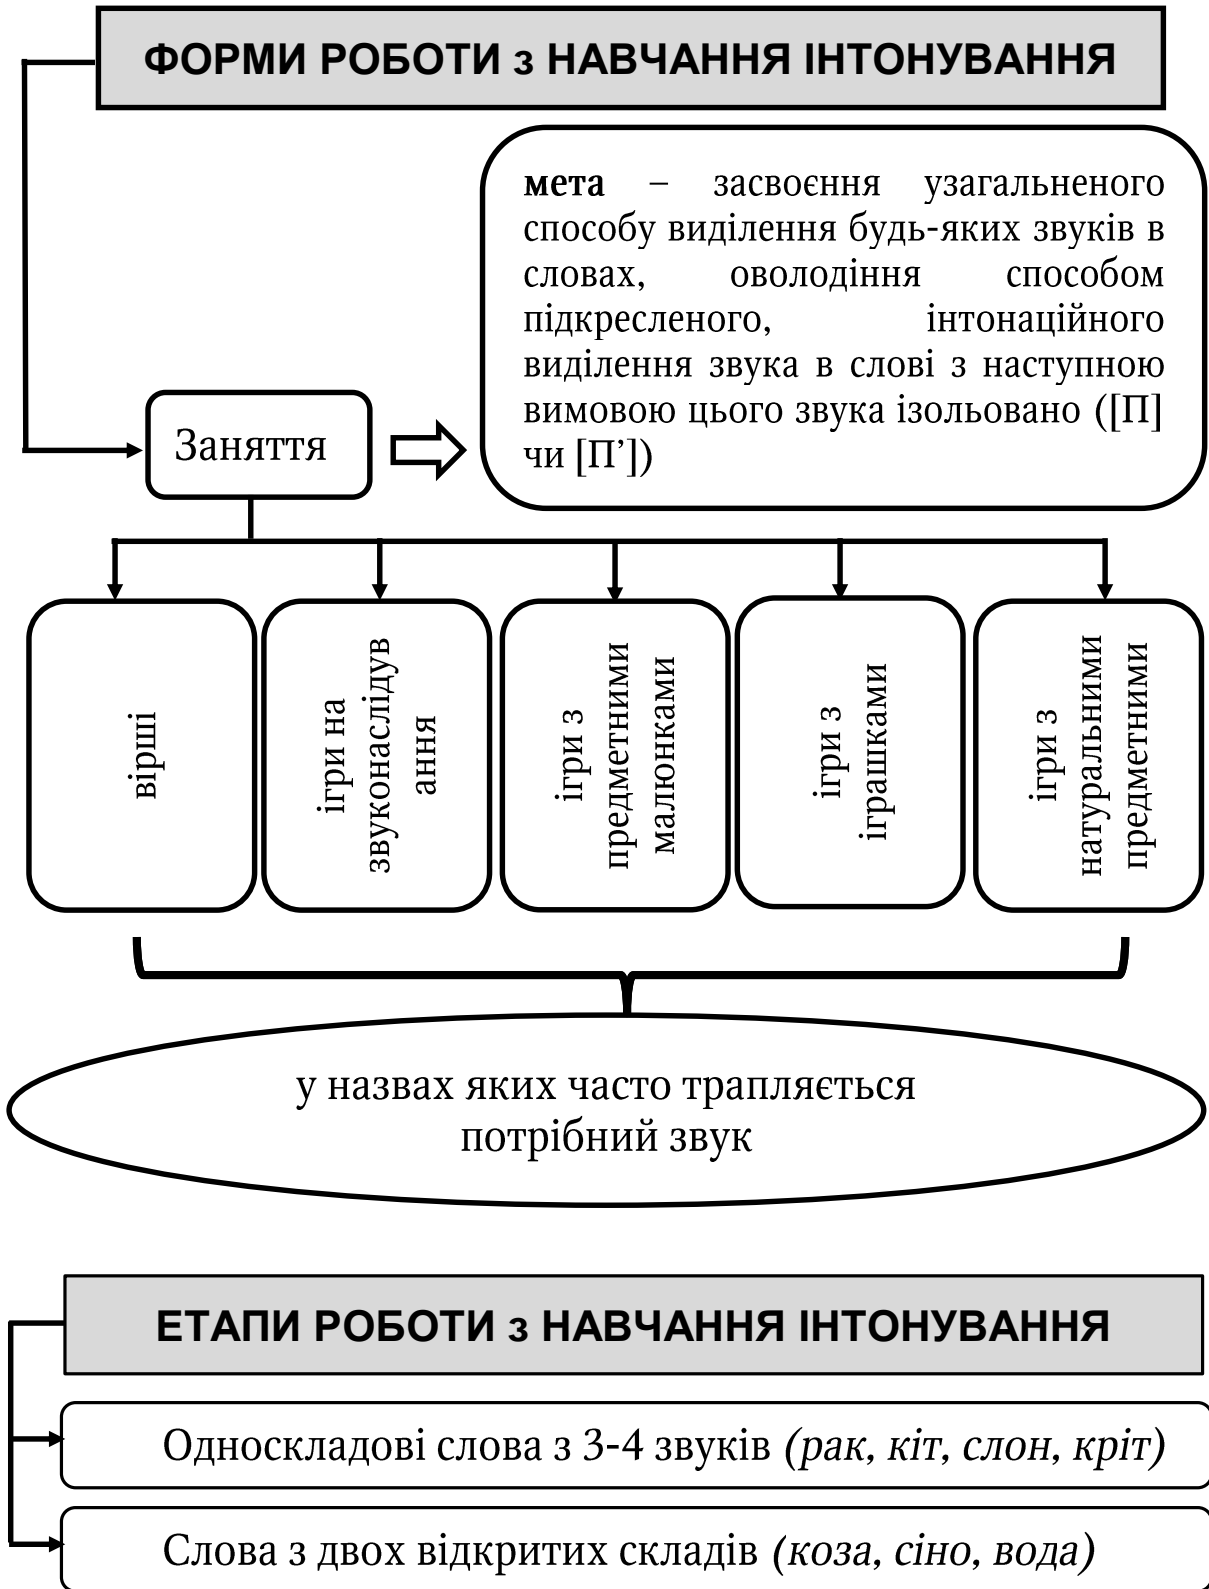 ФОРМИ РОБОТИ з НАВЧАННЯ ІНТОНУВАННЯ
мета – засвоєння узагальненого
способу виділення будь-яких звуків в
словах, оволодіння способом
підкресленого, інтонаційного
виділення звука в слові з наступною
вимовою цього звука ізольовано ([П]
чи [П’])
Заняття
вірші
ігри на
звуконаслідув
ання
ігри з
предметними
малюнками
ігри з
іграшками
ігри з
натуральними
предметними
у назвах яких часто трапляється
потрібний звук
ЕТАПИ РОБОТИ з НАВЧАННЯ ІНТОНУВАННЯ
Односкладові слова з 3-4 звуків (рак, кіт, слон, кріт)
Слова з двох відкритих складів (коза, сіно, вода)